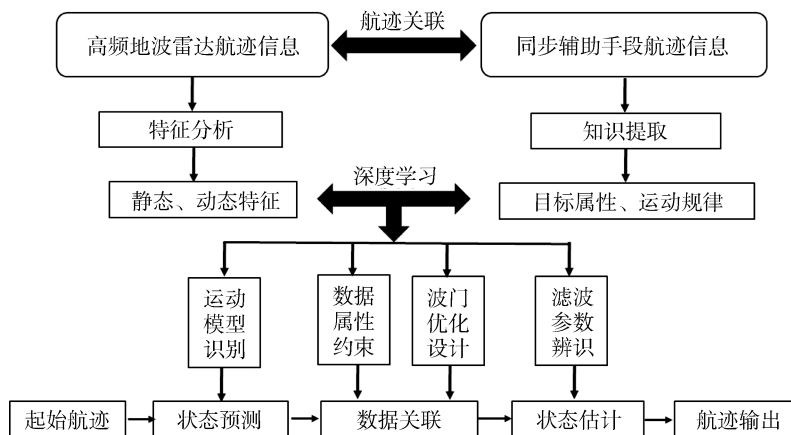 航迹关联
高频地波雷达航迹信息
同步辅助手段航迹信息
特征分析
知识提取
深度学习
静态、动态特征
目标属性、运动规律
运动
模型
识别
数据
属性
约束
波门
优化
设计
滤波
参数
辨识
起始航迹
状态预测
数据关联
状态估计
航迹输出